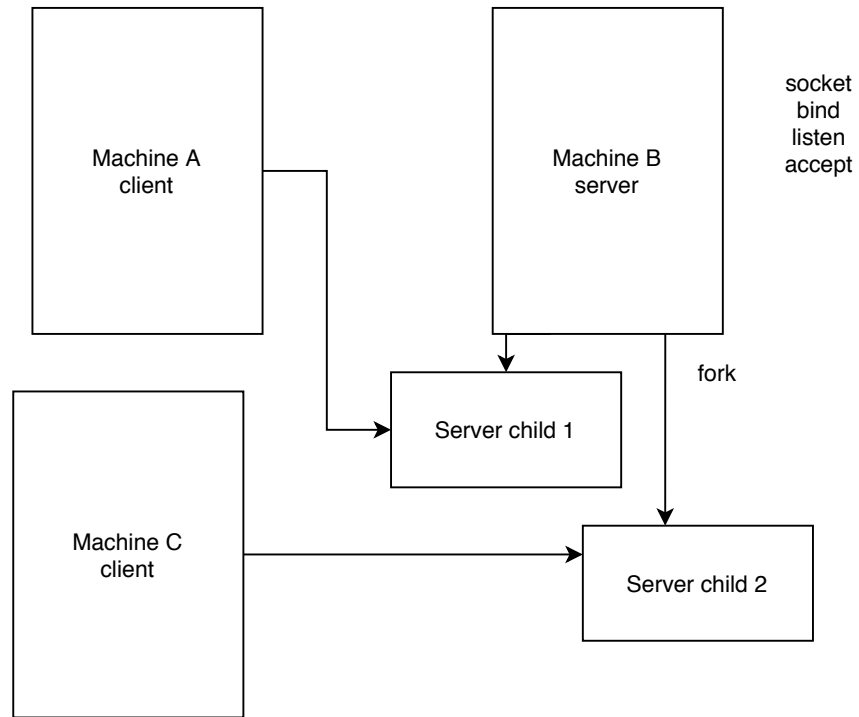 Machine A
client
Machine B
server
socket
bind
listen
accept
fork
Server child 1
Machine C
client
Server child 2